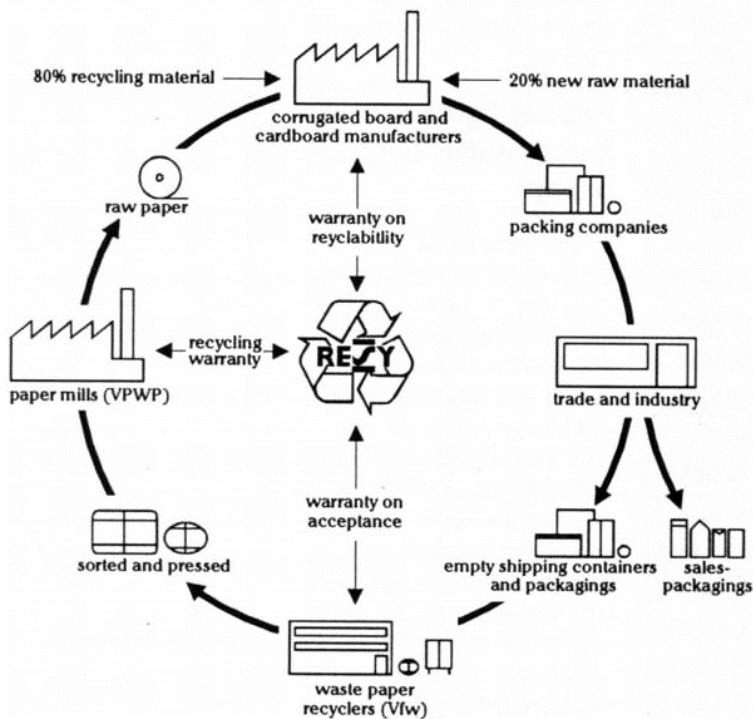 80% recycling material
20% new raw material
corrugated board and
cardboard manufacturers
raw paper
warranty on
reyclabitlity
packing companies
recycling
warranty
RESY
paper mills (VPWP)
trade and industry
warranty on
acceptance
sorted and pressed
empty shipping containers
and packagings
sales-
packagings
waste paper
recyclers (Vfw)